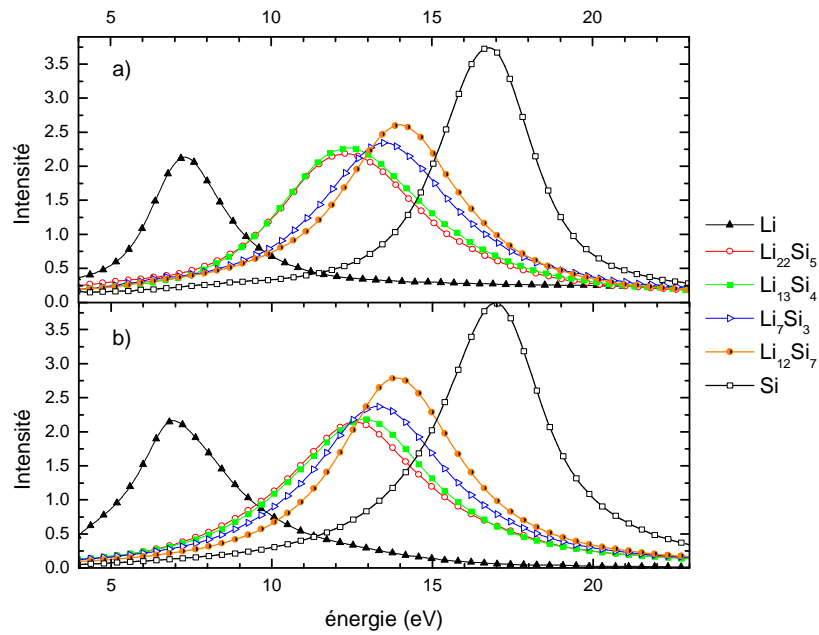 5 10 15 20
a)
3.5
3.0
2.5
2.0
1.5
1.0
0.5
0.0
Intensité
b)
3.5
3.0
2.5
2.0
1.5
1.0
0.5
0.0
Intensité
5 10 15 20
énergie (eV)
Li
Li₂₂Si₅
Li₁₃Si₄
Li₇Si₃
Li₁₂Si₇
Si